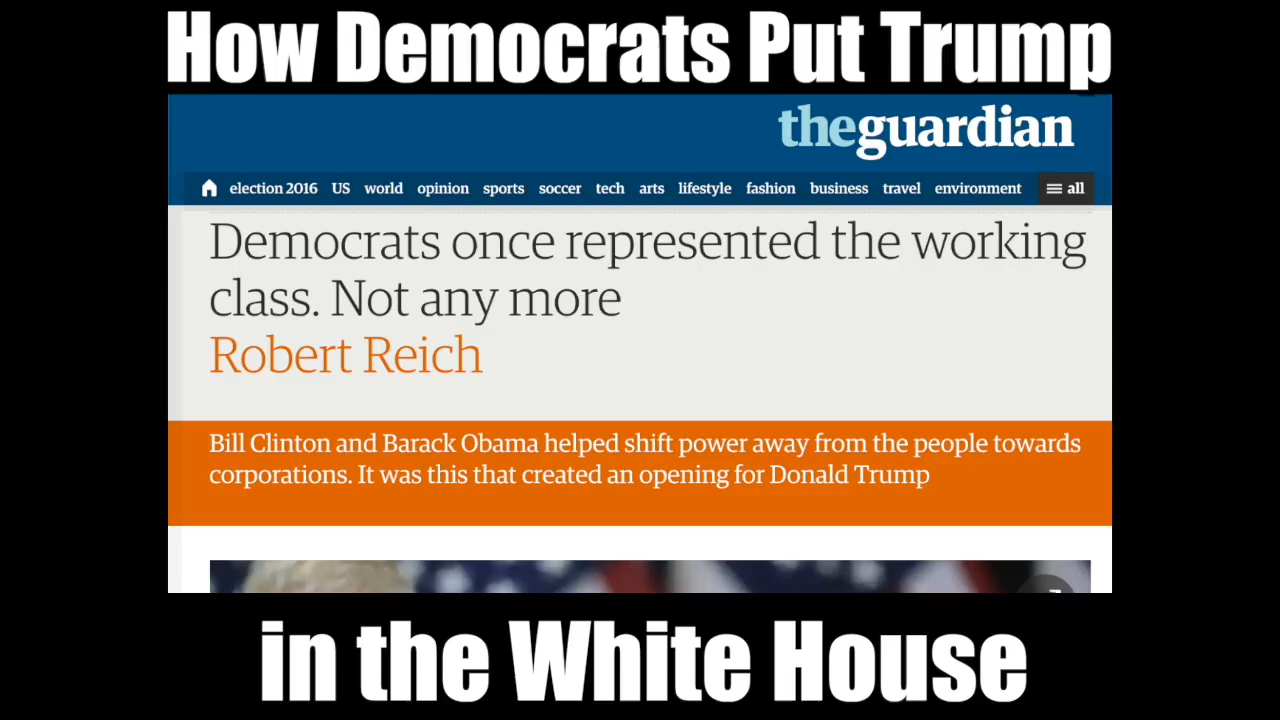 How Democrats Put Trump
theguardian
election 2016 US world opinion sports soccer tech arts lifestyle fashion business travel environment all
Democrats once represented the working
class. Not any more
Robert Reich
Bill Clinton and Barack Obama helped shift power away from the people towards
corporations. It was this that created an opening for Donald Trump
in the White House